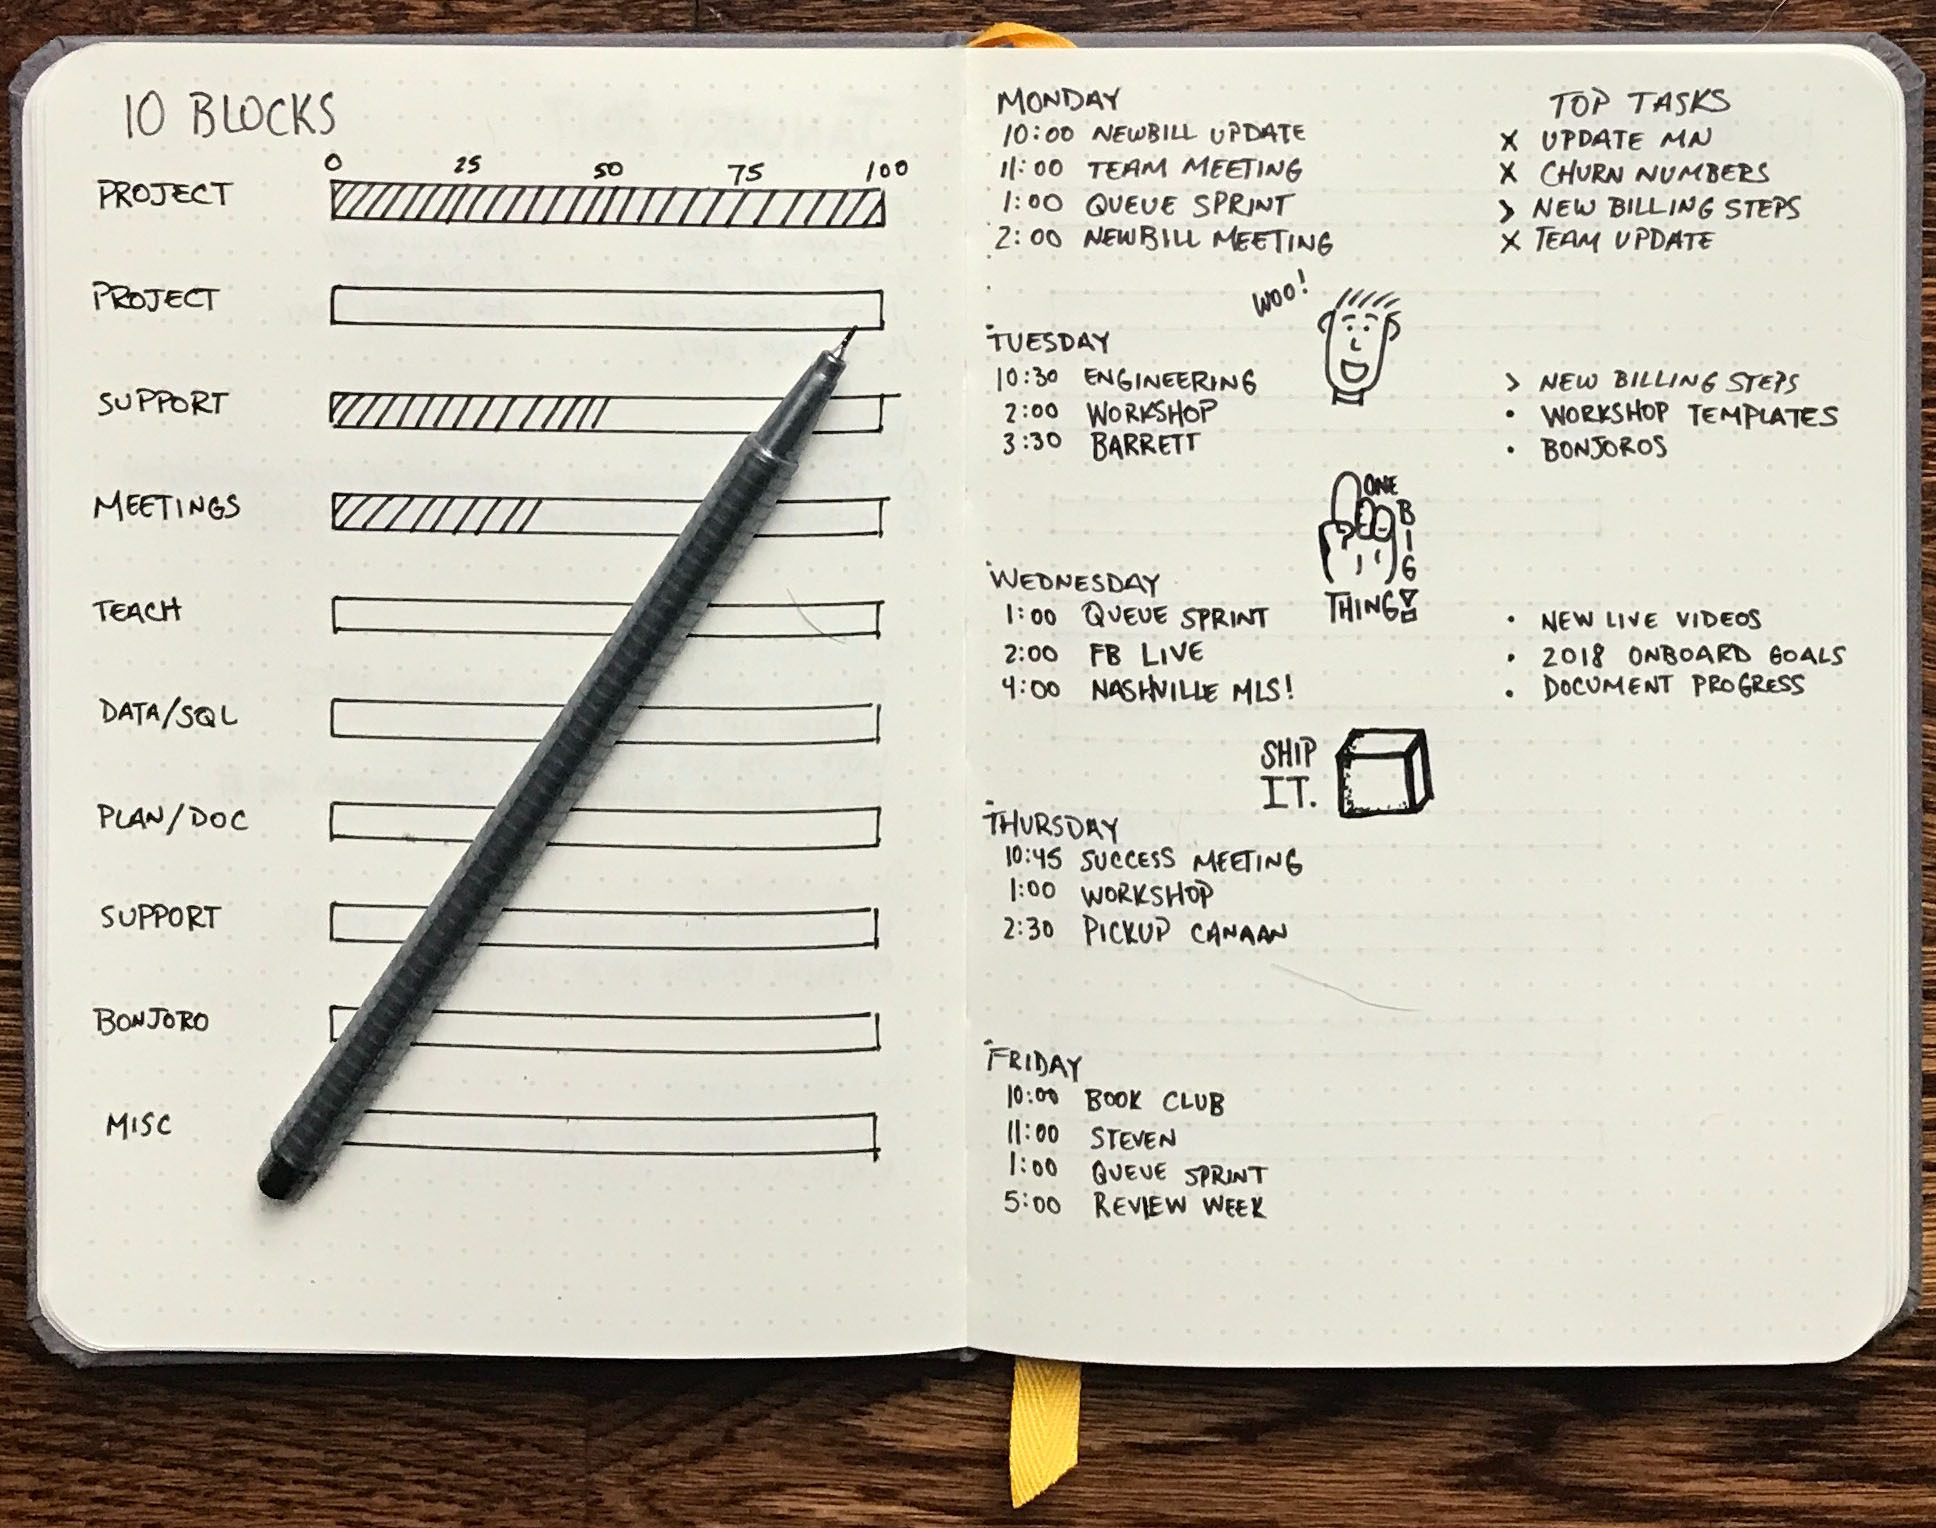 10 BLOCKS
0 25 50 75 100
PROJECT
PROJECT
SUPPORT
MEETINGS
TEACH
DATA/SQL
PLAN/DOC
SUPPORT
BONJORO
MISC
MONDAY
10:00 NEWBILL UPDATE
11:00 TEAM MEETING
1:00 QUEUE SPRINT
2:00 NEWBILL MEETING
WOO!
TUESDAY
10:30 ENGINEERING
2:00 WORKSHOP
3:30 BARRETT
ONE
BIG
THING!
WEDNESDAY
1:00 QUEUE SPRINT
2:00 FB LIVE
4:00 NASHVILLE MLS!
SHIP
IT.
THURSDAY
10:45 SUCCESS MEETING
1:00 WORKSHOP
2:30 PICKUP CANAAN
FRIDAY
10:00 BOOK CLUB
11:00 STEVEN
1:00 QUEUE SPRINT
5:00 REVIEW WEEK
TOP TASKS
X UPDATE MN
X CHURN NUMBERS
> NEW BILLING STEPS
X TEAM UPDATE
> NEW BILLING STEPS
• WORKSHOP TEMPLATES
• BONJOROS
• NEW LIVE VIDEOS
• 2018 ONBOARD GOALS
• DOCUMENT PROGRESS